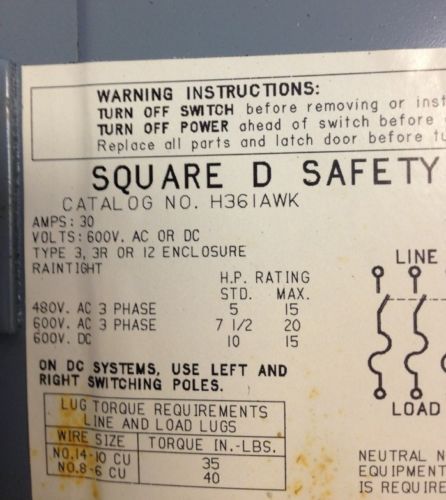 WARNING INSTRUCTIONS:
TURN OFF SWITCH before removing or inst
TURN OFF POWER ahead of switch before
Replace all parts and latch door before tu
SQUARE D SAFETY
CATALOG NO. H361AWK
AMPS: 30
VOLTS: 600V. AC OR DC
TYPE 3, 3R OR 12 ENCLOSURE
RAINTIGHT
H.P. RATING
STD. MAX.
480V. AC 3 PHASE 5 15
600V. AC 3 PHASE 7 1/2 20
600V. DC 10 15
ON DC SYSTEMS, USE LEFT AND
RIGHT SWITCHING POLES.
LUG TORQUE REQUIREMENTS
LINE AND LOAD LUGS
WIRE SIZE TORQUE IN.-LBS.
NO.14-10 CU 35
NO.8-6 CU 40
LINE
LOAD
NEUTRAL N
EQUIPMENT
IS REQUIRE